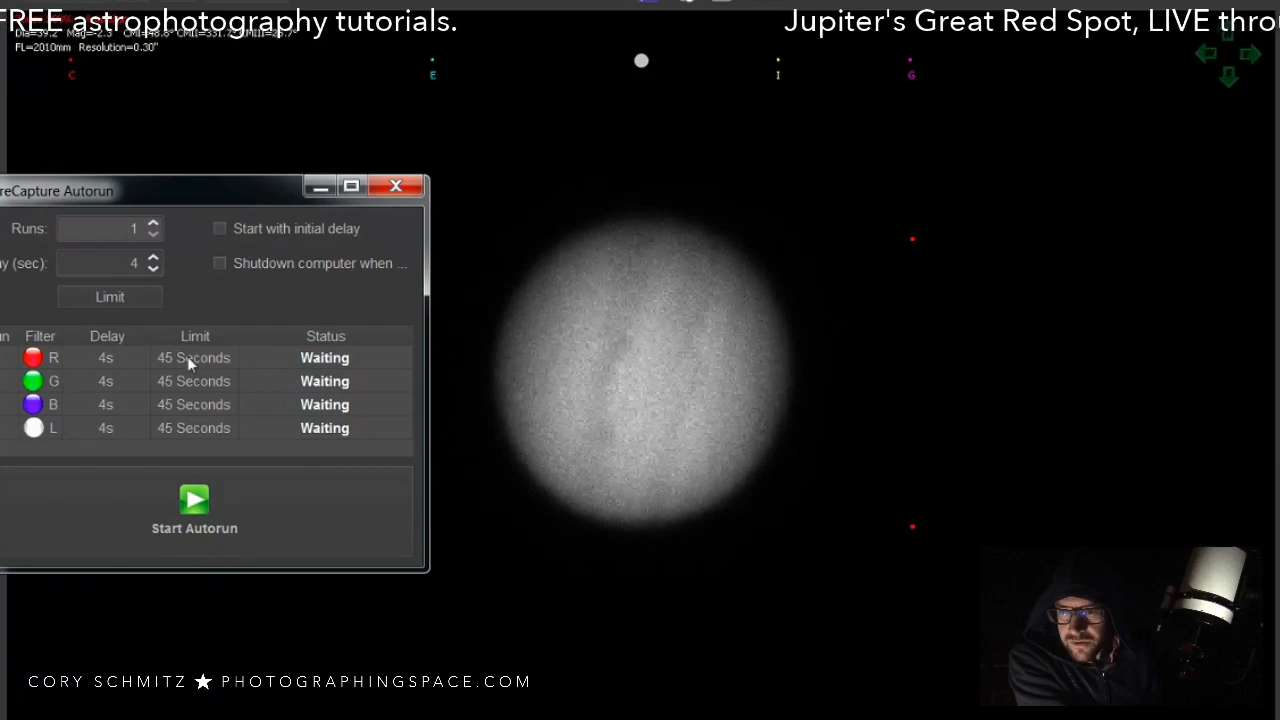 FREE astrophotography tutorials.
Jupiter's Great Red Spot, LIVE throu
FL=2010mm Resolution=0.30"
C
E
I
G
reCapture Autorun
Runs: 1
Start with initial delay
y (sec): 4
Shutdown computer when ...
Limit
un Filter Delay Limit Status
R 4s 45 Seconds Waiting
G 4s 45 Seconds Waiting
B 4s 45 Seconds Waiting
L 4s 45 Seconds Waiting
Start Autorun
CORY SCHMITZ ★ PHOTOGRAPHINGSPACE.COM